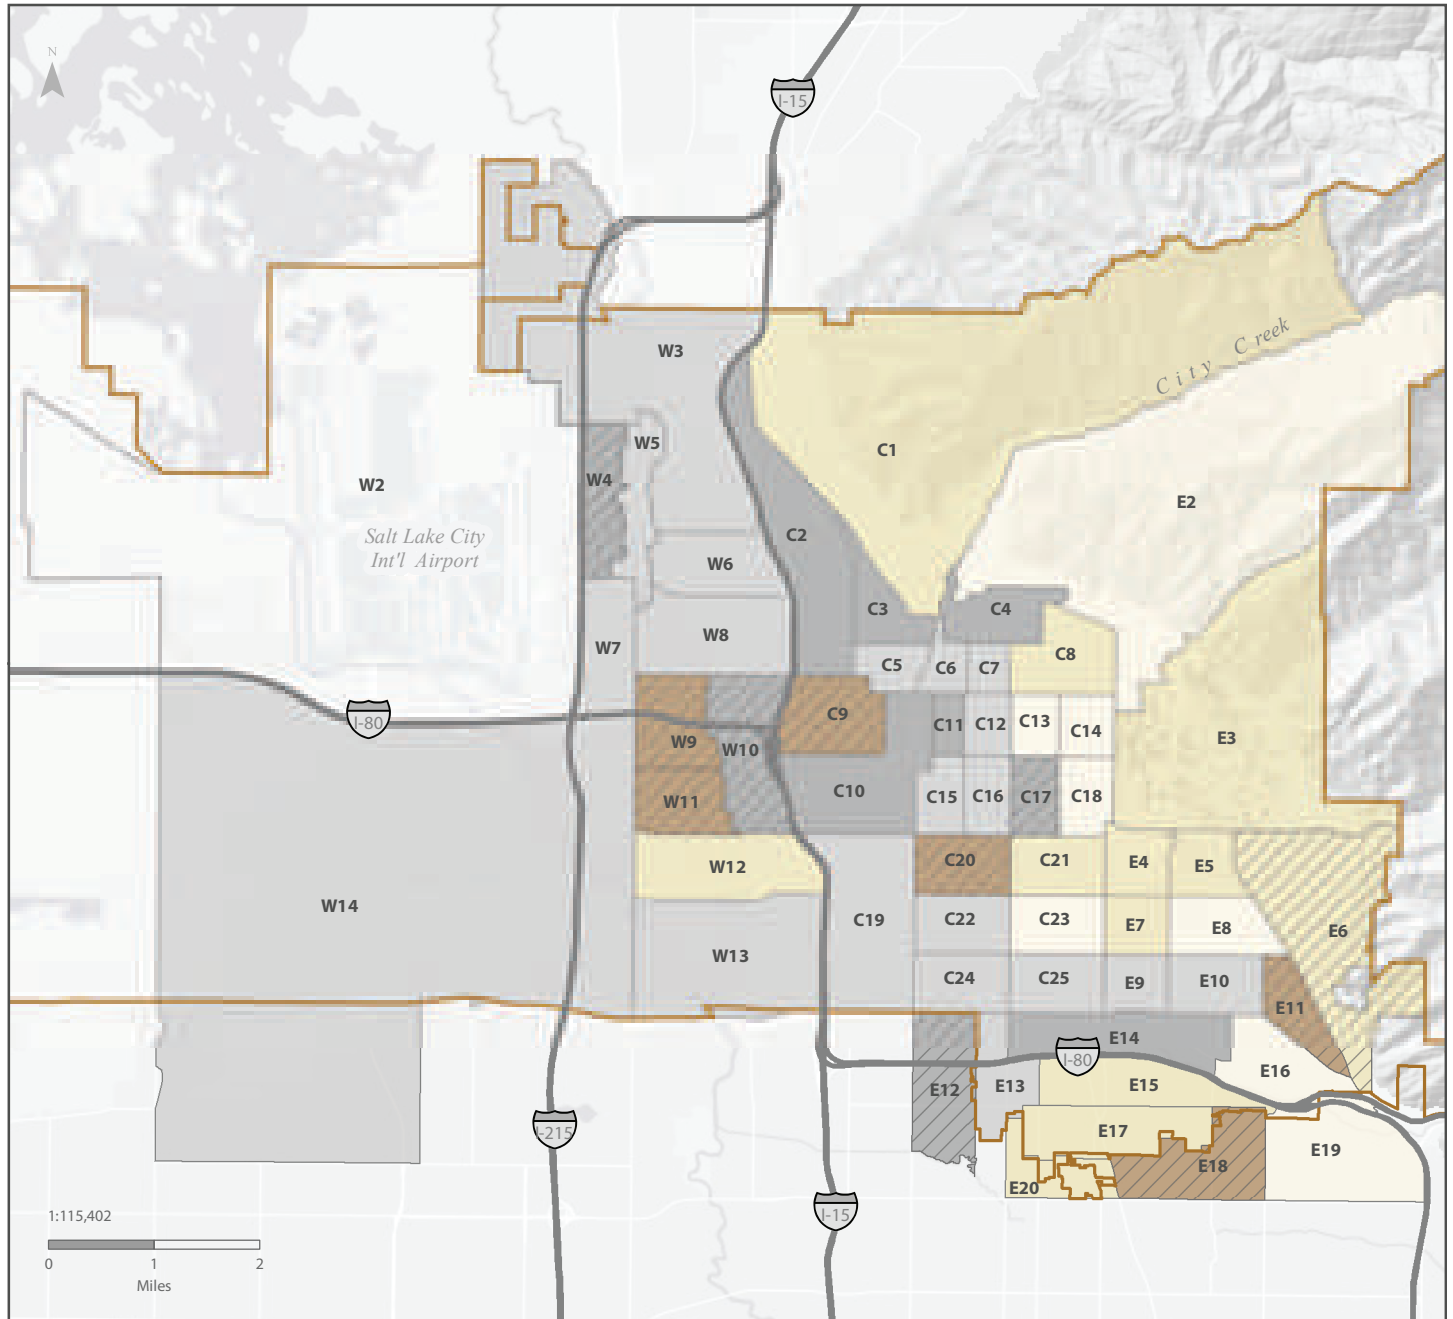 N
I-15
W3
City Creek
W5
C1
W4
W2
E2
Salt Lake City
Int'l Airport
C2
W6
C3
C4
W8
W7
C8
C5
C6
C7
I-80
C9
C11
C12
C13
C14
E3
W9
W10
C10
W11
C15
C16
C17
C18
W12
C20
C21
E4
E5
W14
C19
C22
C23
E7
E8
E6
W13
C24
C25
E9
E10
E11
E14
I-80
E12
E13
E15
E16
I-215
E17
E19
E18
E20
I-15
1:115,402
0
1
2
Miles